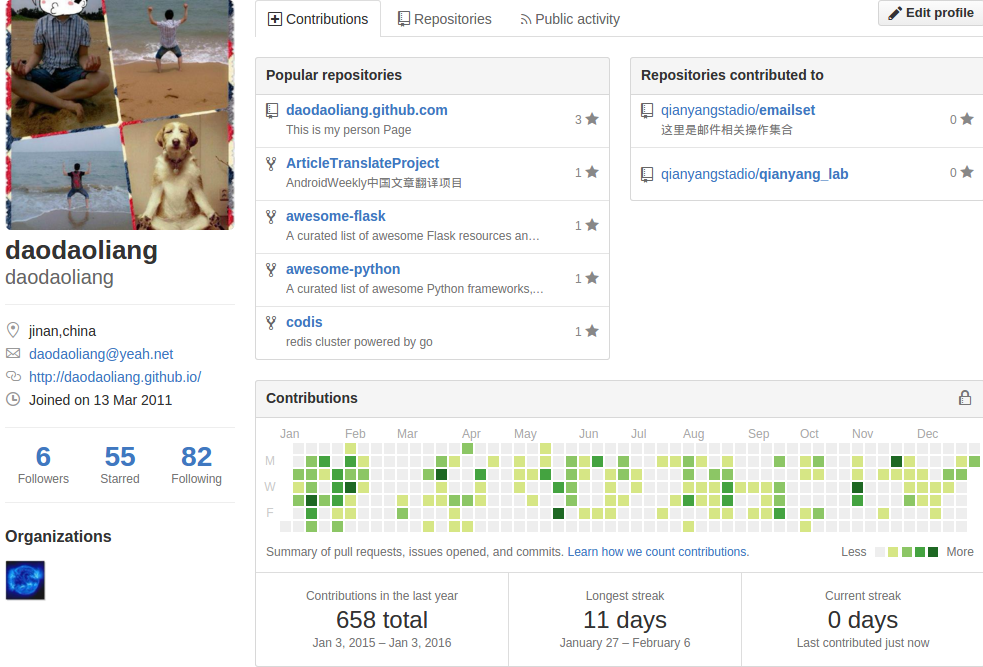 Contributions
Repositories
Public activity
Edit profile
daodaoliang
daodaoliang
jinan,china
daodaoliang@yeah.net
http://daodaoliang.github.io/
Joined on 13 Mar 2011
6 55 82
Followers Starred Following
Organizations
Popular repositories
daodaoliang.github.com
This is my person Page
3
ArticleTranslateProject
AndroidWeekly中国文章翻译项目
1
awesome-flask
A curated list of awesome Flask resources an…
1
awesome-python
A curated list of awesome Python frameworks,…
1
codis
redis cluster powered by go
1
Repositories contributed to
qianyangstadio/emailset
这里是邮件相关操作集合
0
qianyangstadio/qianyang_lab
0
Contributions
Jan Feb Mar Apr May Jun Jul Aug Sep Oct Nov Dec
M
W
F
Summary of pull requests, issues opened, and commits. Learn how we count contributions.
Less More
Contributions in the last year
658 total
Jan 3, 2015 – Jan 3, 2016
Longest streak
11 days
January 27 – February 6
Current streak
0 days
Last contributed just now